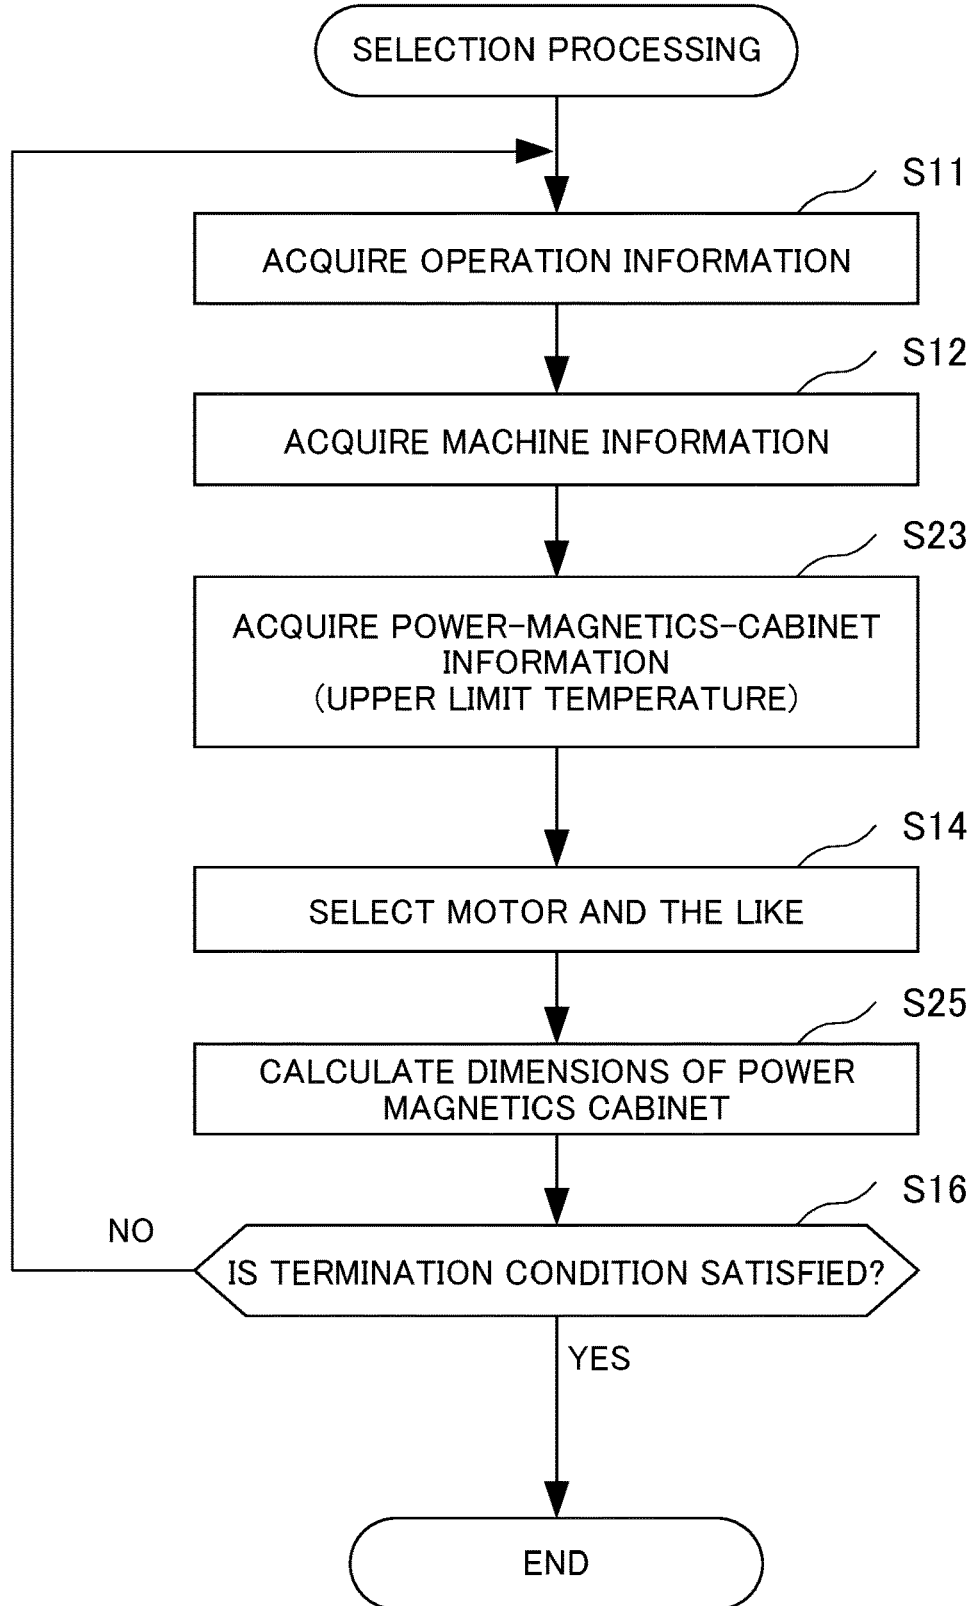 SELECTION PROCESSING
S11
ACQUIRE OPERATION INFORMATION
S12
ACQUIRE MACHINE INFORMATION
S23
ACQUIRE POWER-MAGNETICS-CABINET
INFORMATION
(UPPER LIMIT TEMPERATURE)
S14
SELECT MOTOR AND THE LIKE
S25
CALCULATE DIMENSIONS OF POWER
MAGNETICS CABINET
S16
NO
IS TERMINATION CONDITION SATISFIED?
YES
END